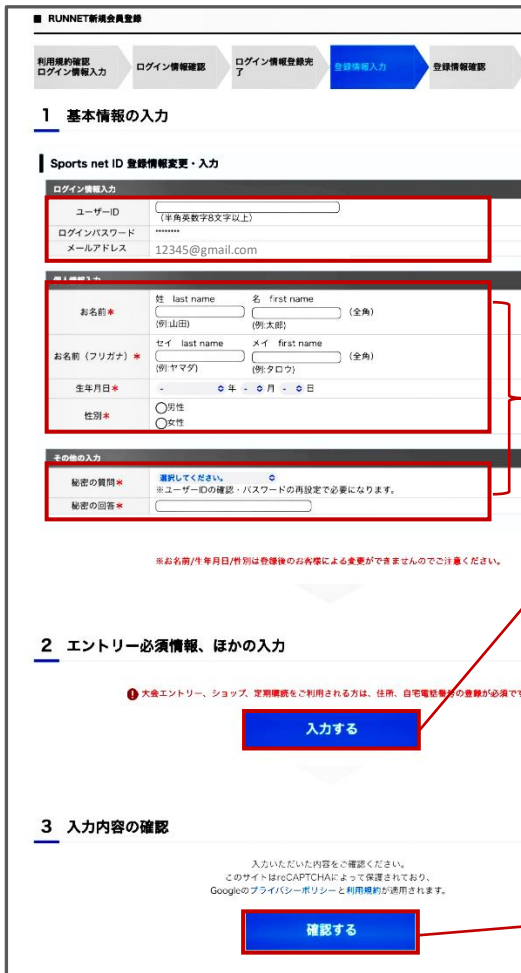 ■ RUNNET新規会員登録
利用規約確認
ログイン情報入力
ログイン情報確認
ログイン情報登録完
了
登録情報入力
登録情報確認
1 基本情報の入力
Sports net ID 登録情報変更・入力
ログイン情報入力
ユーザーID
(半角英数字8文字以上)
ログインパスワード ********
メールアドレス 12345@gmail.com
個人情報入力
姓 last name 名 first name
お名前* (全角)
(例:山田) (例:太郎)
セイ last name メイ first name
お名前(フリガナ)* (全角)
(例:ヤマダ) (例:タロウ)
生年月日* - 年 - 月 - 日
性別* 男性
女性
その他の入力
秘密の質問* 選択してください。
※ユーザーIDの確認・パスワードの再設定で必要になります。
秘密の回答*
※お名前/生年月日/性別は登録後のお客様による変更ができませんのでご注意ください。
2 エントリー必須情報、ほかの入力
! 大会エントリー、ショップ、定期購読をご利用される方は、住所、自宅電話番号の登録が必須です
入力する
3 入力内容の確認
入力いただいた内容をご確認ください。
このサイトはreCAPTCHAによって保護されており、
Googleのプライバシーポリシーと利用規約が適用されます。
確認する